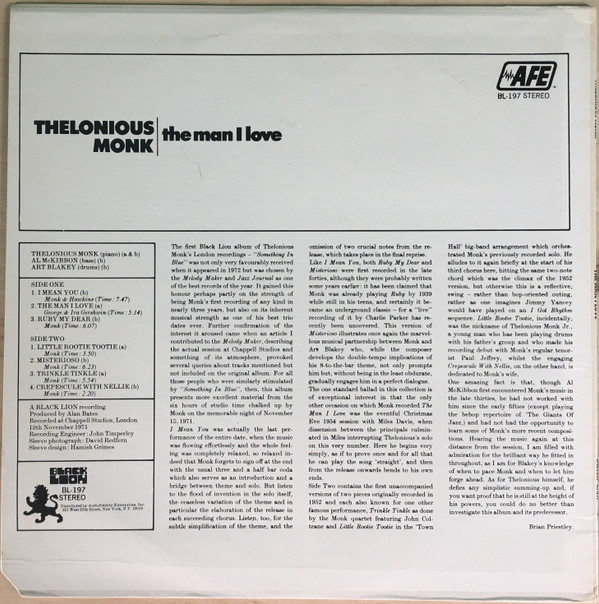 AFE
BL-197 STEREO
THELONIOUS
MONK
the man I love
THELONIOUS MONK (piano) (a & b)
AL McKIBBON (bass) (b)
ART BLAKEY (drums) (b)
SIDE ONE
1. I MEAN YOU (b)
Monk & Hawkins (Time : 7.47)
2. THE MAN I LOVE (a)
George & Ira Gershwin (Time : 5.14)
3. RUBY MY DEAR (b)
Monk (Time : 6.07)
SIDE TWO
1. LITTLE ROOTIE TOOTIE (a)
Monk (Time : 3.50)
2. MISTERIOSO (b)
Monk (Time : 6.23)
3. TRINKLE TINKLE (a)
Monk (Time : 5.54)
4. CREPESCULE WITH NELLIE (b)
Monk (Time : 2.20)
A BLACK LION recording
Produced by Alan Bates
Recorded at Chappell Studios, London
15th November 1971
Recording Engineer : John Timperley
Sleeve photograph : David Redfern
Sleeve design : Hamish Grimes
BLACK
LION
BL-197
STEREO
Distributed by Audiofidelity Enterprises, Inc.
221 West 57th Street, New York, N.Y. 10019
The first Black Lion album of Thelonious
Monk's London recordings – "Something In
Blue" was not only very favourably received
when it appeared in 1972 but was chosen by
the Melody Maker and Jazz Journal as one
of the best records of the year. It gained this
honour perhaps partly on the strength of
being Monk's first recording of any kind in
nearly three years, but also on its inherent
musical strength as one of his best trio
dates ever. Further confirmation of the
interest it aroused came when an article I
contributed to the Melody Maker, describing
the actual session at Chappell Studios and
something of its atmosphere, provoked
several queries about tracks mentioned but
not included on the original album. For all
those people who were similarly stimulated
by "Something In Blue", then, this album
presents more excellent material from the
six hours of studio time chalked up by
Monk on the memorable night of November
15, 1971.
I Mean You was actually the last per-
formance of the entire date, when the music
was flowing effortlessly and the whole feel-
ing was completely relaxed, so relaxed in-
deed that Monk forgets to sign off at the end
with the usual three and a half bar coda
which also serves as an introduction and a
bridge between theme and solo. But listen
to the flood of invention in the solo itself,
the ceaseless variation of the theme and in
particular the elaboration of the release in
each succeeding chorus. Listen, too, for the
subtle simplification of the theme, and the
omission of two crucial notes from the re-
lease, which takes place in the final reprise.
Like I Mean You, both Ruby My Dear and
Misterioso were first recorded in the late
forties, although they were probably written
some years earlier : it has been claimed that
Monk was already playing Ruby by 1939
while still in his teens, and certainly it be-
came an underground classic – for a "live"
recording of it by Charlie Parker has re-
cently been uncovered. This version of
Misterioso illustrates once again the marvel-
lous musical partnership between Monk and
Art Blakey who, while the composer
develops the double-tempo implications of
his 8-to-the-bar theme, not only prompts
him but, without being in the least obdurate,
gradually engages him in a perfect dialogue.
The one standard ballad in this collection is
of exceptional interest in that the only
other occasion on which Monk recorded The
Man I Love was the eventful Christmas
Eve 1954 session with Miles Davis, when
dissension between the principals culmin-
ated in Miles interrupting Thelonious's solo
on this very number. Here he begins very
simply, as if to prove once and for all that
he can play the song 'straight', and then
from the release onwards bends to his own
ends.
Side Two contains the first unaccompanied
versions of two pieces originally recorded in
1952 and each also known for one other
famous performance, Trinkle Tinkle as done
by the Monk quartet featuring John Col-
trane and Little Rootie Tootie in the 'Town
Hall' big-band arrangement which orches-
trated Monk's previously recorded solo. He
alludes to it again briefly at the start of his
third chorus here, hitting the same two-note
chord which was the climax of the 1952
version, but otherwise this is a reflective,
swing – rather than bop-oriented outing,
rather as one imagines Jimmy Yancey
would have played on an I Got Rhythm
sequence. Little Rootie Tootie, incidentally,
was the nickname of Thelonious Monk Jr.,
a young man who has been playing drums
with his father's group and who made his
recording debut with Monk's regular tenor-
ist Paul Jeffrey, whilst the engaging
Crepescule With Nellie, on the other hand, is
dedicated to Monk's wife.
One amazing fact is that, though Al
McKibbon first encountered Monk's music in
the late thirties, he had not worked with
him since the early fifties (except playing
the bebop repertoire of 'The Giants Of
Jazz,) and had not had the opportunity to
learn some of Monk's more recent composi-
tions. Hearing the music again at this
distance from the session, I am filled with
admiration for the brilliant way he fitted in
throughout, as I am for Blakey's knowledge
of when to pace Monk and when to let him
forge ahead. As for Thelonious himself, he
defies any simplistic summing-up and, if
you want proof that he is still at the height of
his powers, you could do no better than
investigate this album and its predecessor.
Brian Priestley.